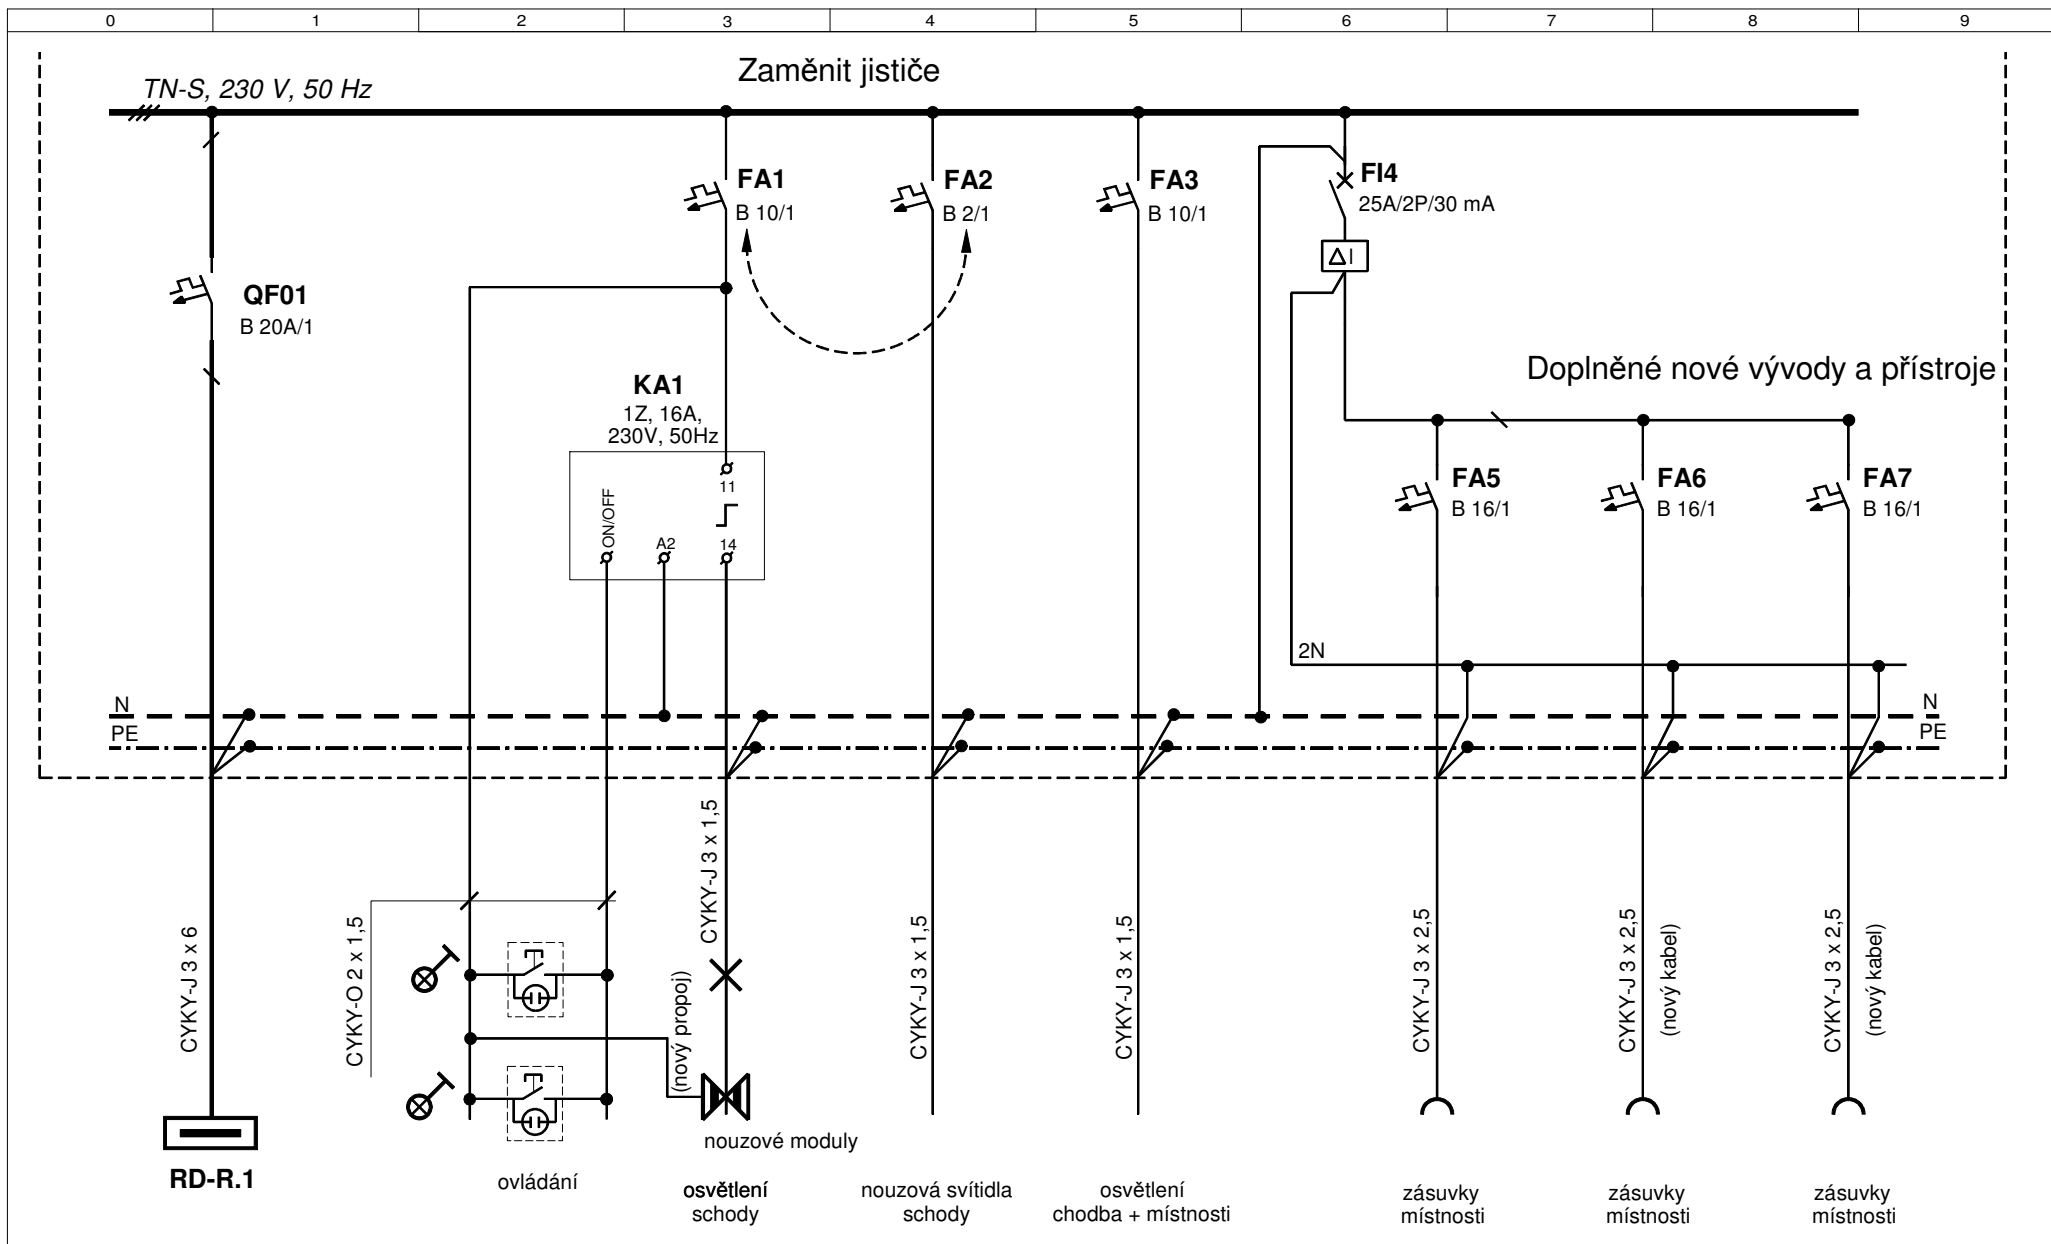 0 1 2 3 4 5 6 7 8 9
Zaměnit jističe
TN-S, 230 V, 50 Hz
FA1
B 10/1
FA2
B 2/1
FA3
B 10/1
FI4
25A/2P/30 mA
ΔI
QF01
B 20A/1
Doplněné nové vývody a přístroje
KA1
1Z, 16A,
230V, 50Hz
11
ON/OFF
A2
14
FA5
B 16/1
FA6
B 16/1
FA7
B 16/1
2N
N
PE
N
PE
CYKY-J 3 x 6
CYKY-O 2 x 1,5
CYKY-J 3 x 1,5
(nový propoj)
CYKY-J 3 x 1,5
CYKY-J 3 x 1,5
CYKY-J 3 x 2,5
CYKY-J 3 x 2,5
(nový kabel)
CYKY-J 3 x 2,5
(nový kabel)
RD-R.1
ovládání
nouzové moduly
osvětlení
schody
nouzová svítidla
schody
osvětlení
chodba + místnosti
zásuvky
místnosti
zásuvky
místnosti
zásuvky
místnosti